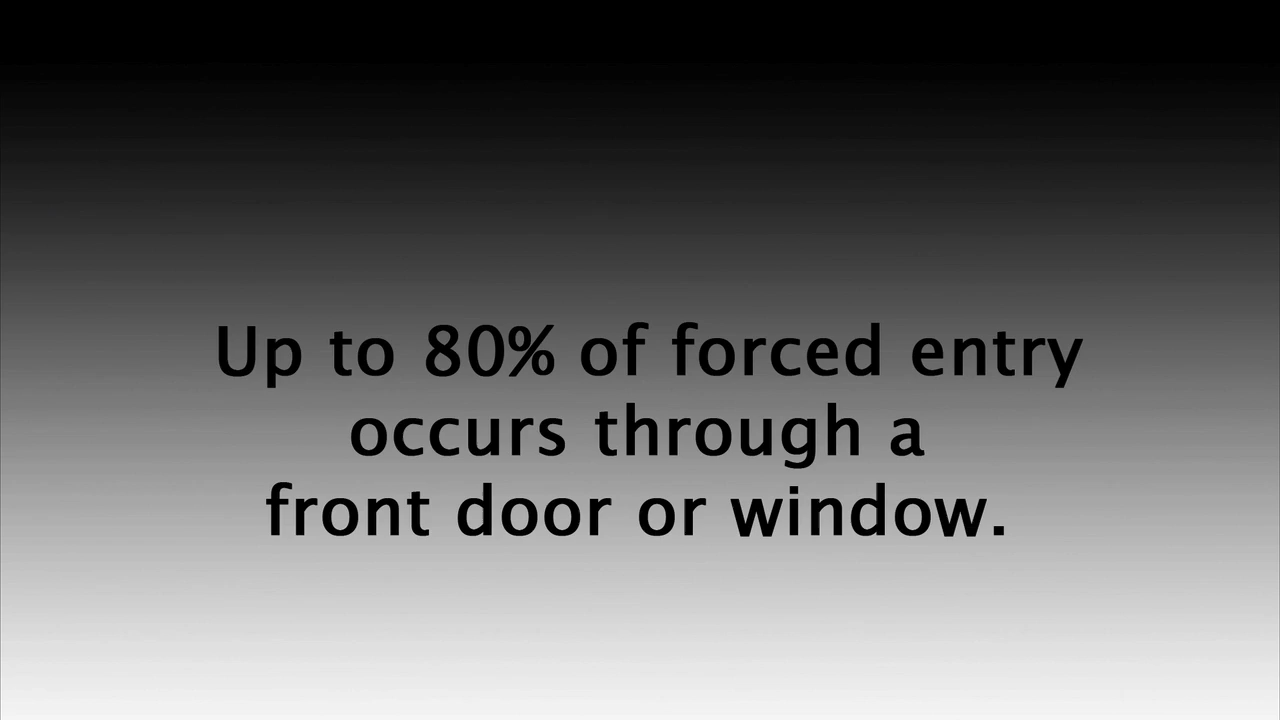 Up to 80% of forced entry
occurs through a
front door or window.